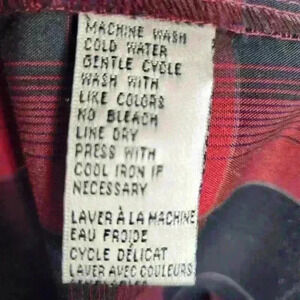 MACHINE WASH
COLD WATER
GENTLE CYCLE
WASH WITH
LIKE COLORS
NO BLEACH
LINE DRY
PRESS WITH
COOL IRON IF
NECESSARY
LAVER À LA MACHINE
EAU FROIDE
CYCLE DÉLICAT
LAVER AVEC COULEURS